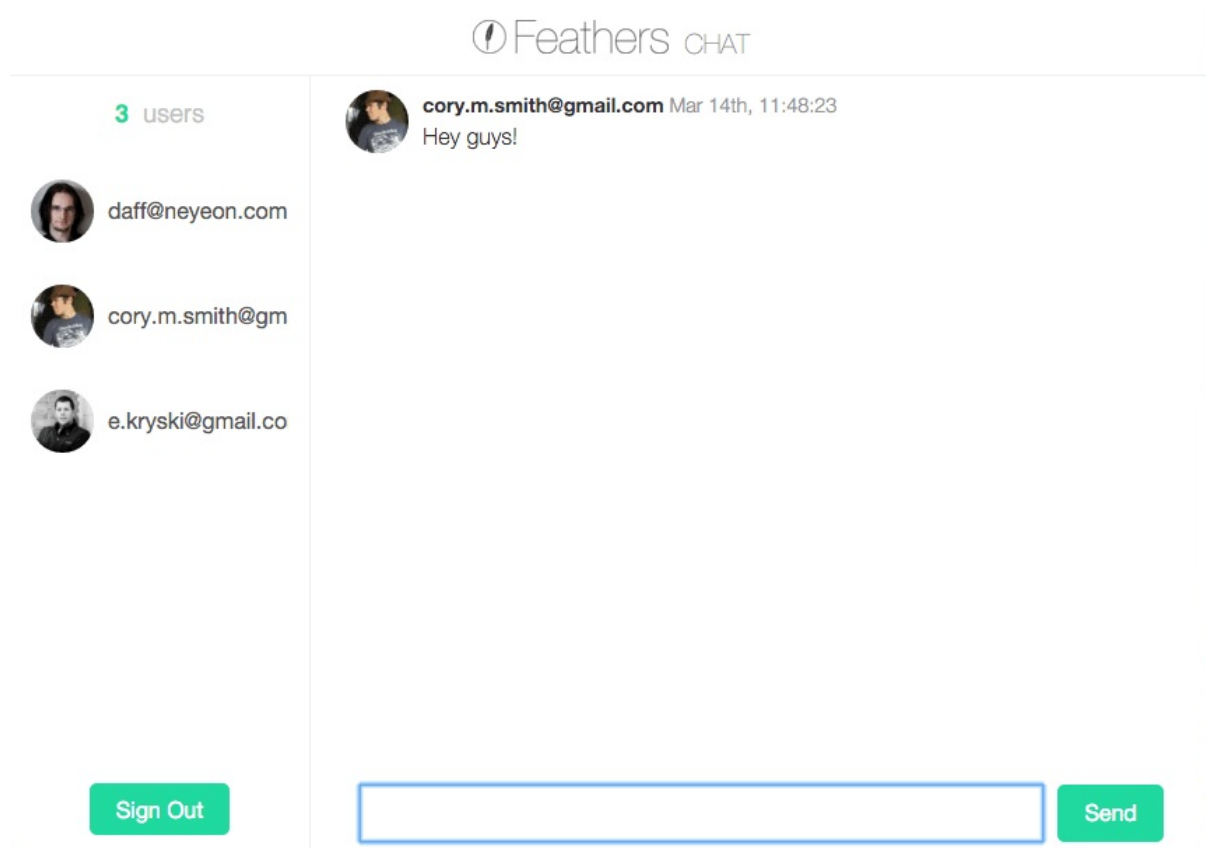 Feathers CHAT
3 users
daff@neyeon.com
cory.m.smith@gm
e.kryski@gmail.co
Sign Out
cory.m.smith@gmail.com Mar 14th, 11:48:23
Hey guys!
Send